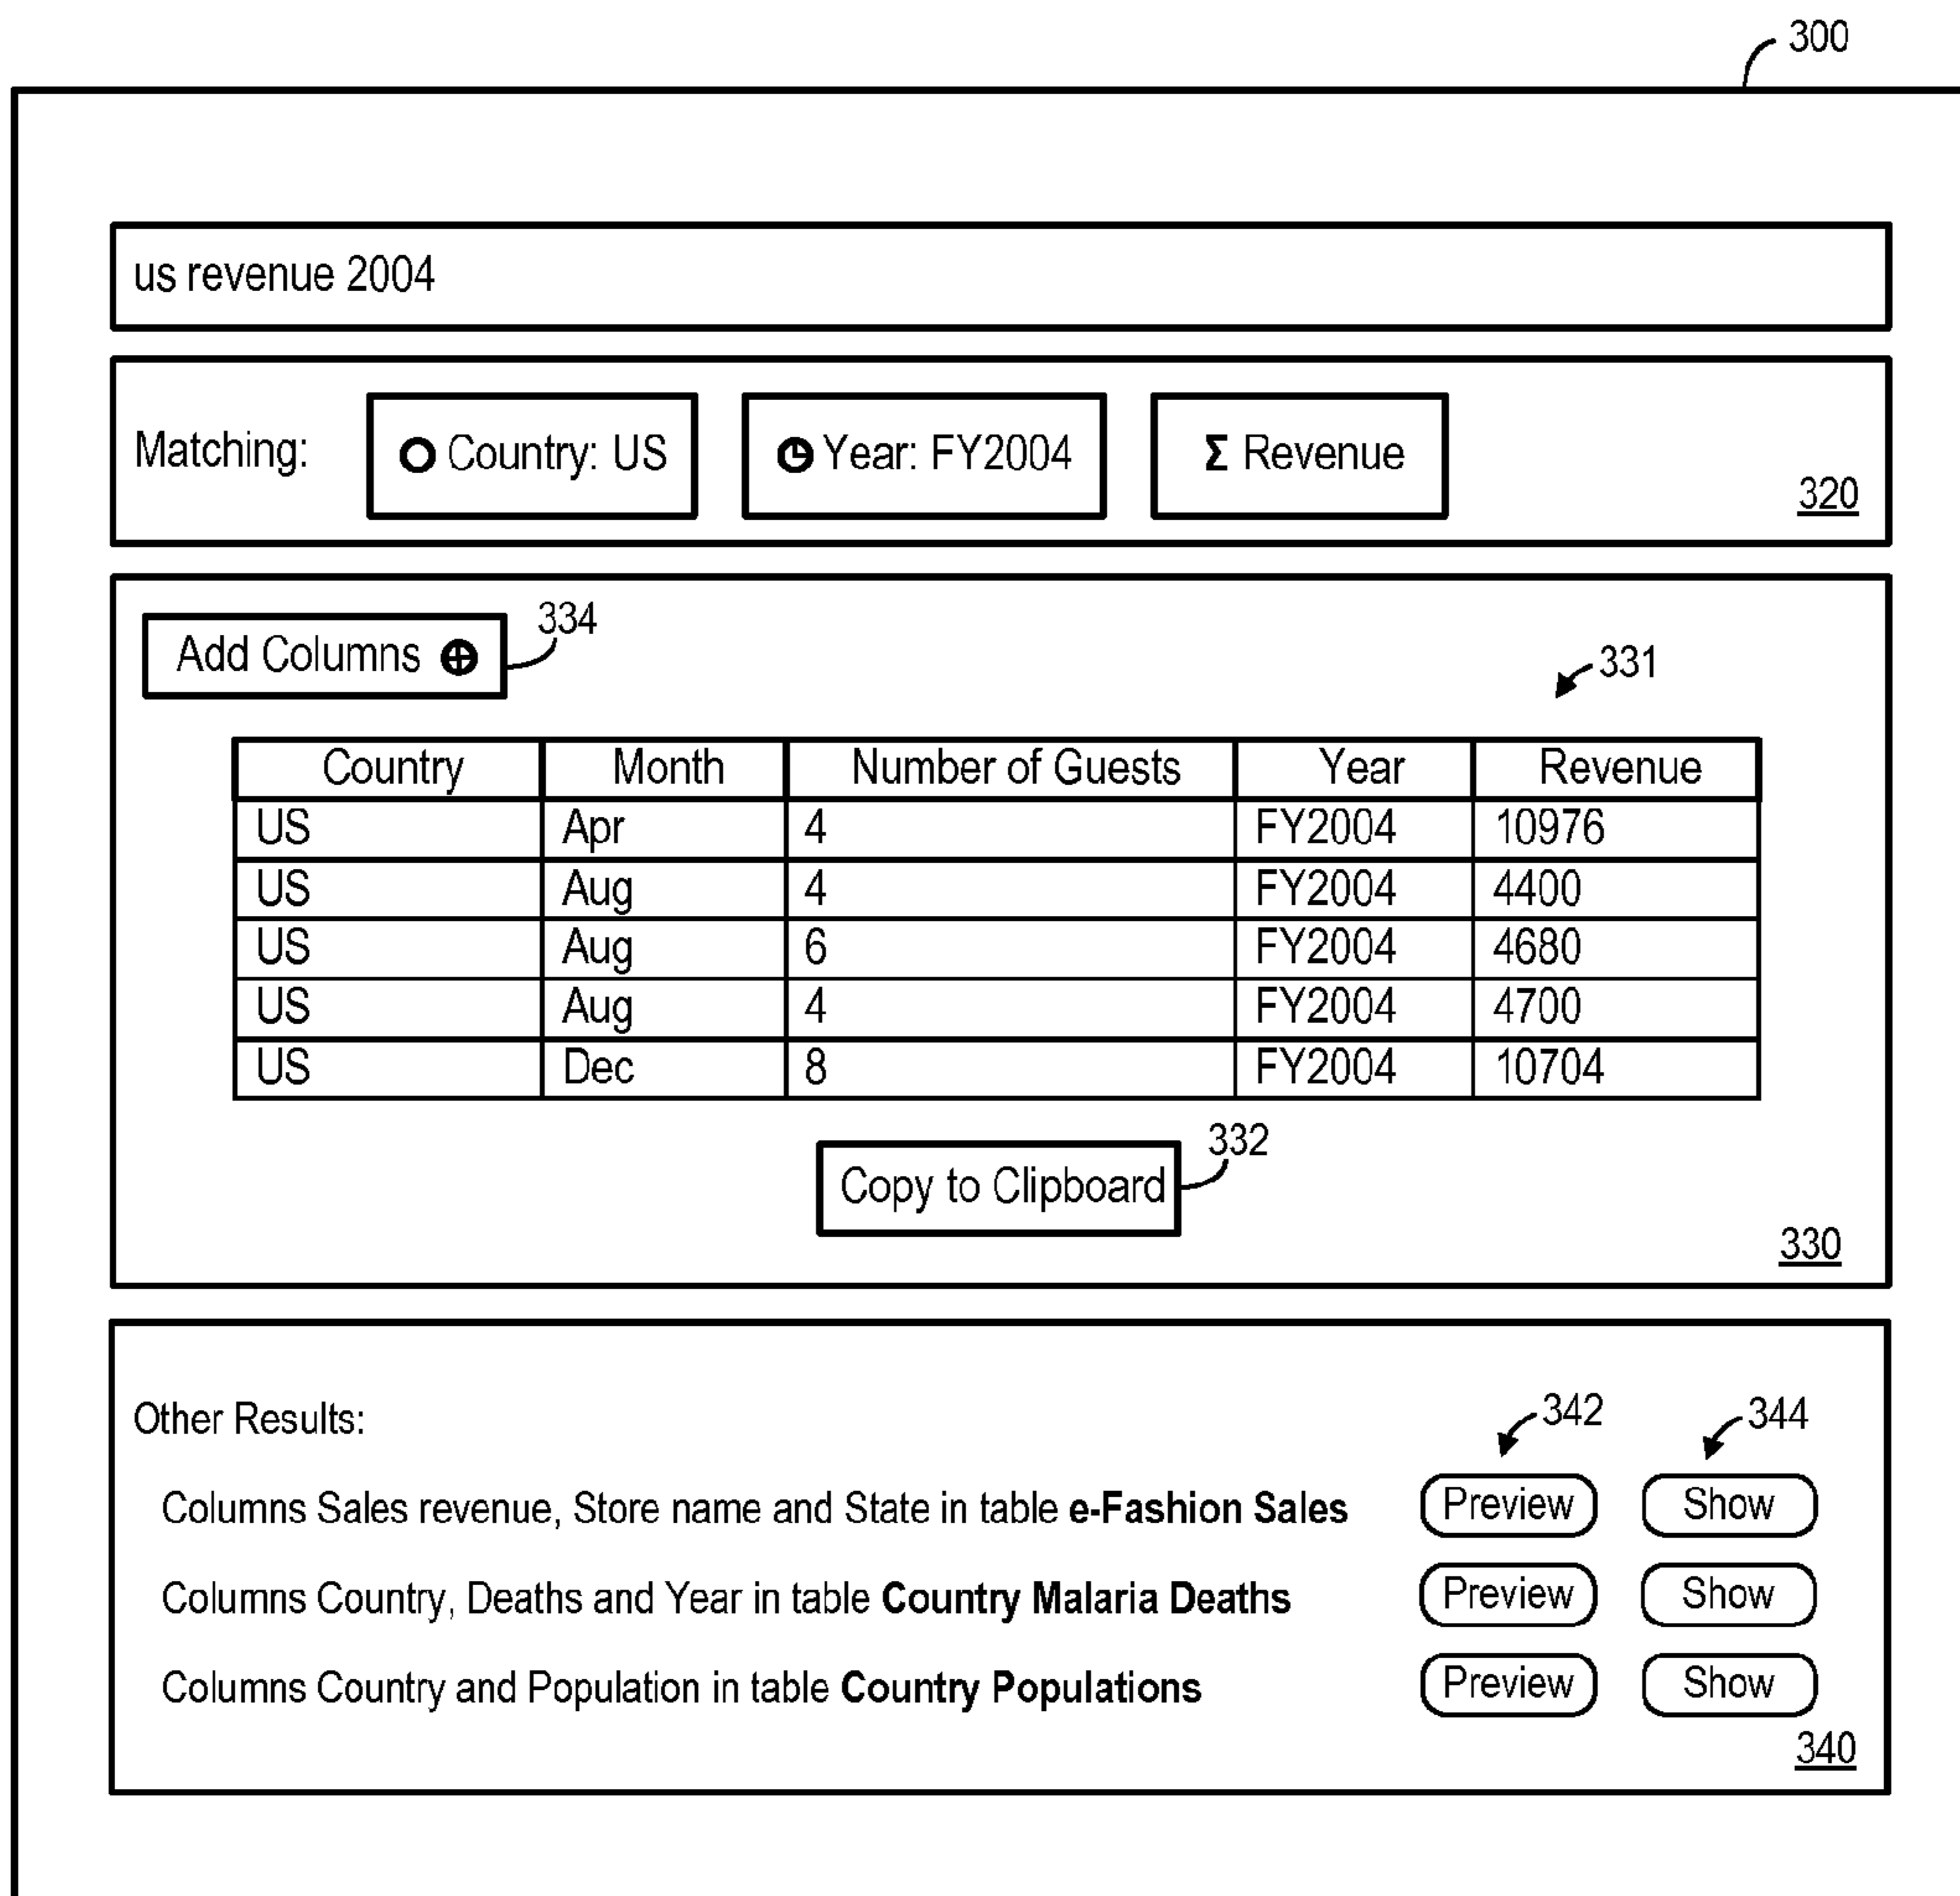 300
us revenue 2004
Matching: Country: US Year: FY2004 Σ Revenue
320
Add Columns ⊕ 334
331
Country Month Number of Guests Year Revenue
US Apr 4 FY2004 10976
US Aug 4 FY2004 4400
US Aug 6 FY2004 4680
US Aug 4 FY2004 4700
US Dec 8 FY2004 10704
332
Copy to Clipboard
330
Other Results: 342 344
Columns Sales revenue, Store name and State in table e-Fashion Sales Preview Show
Columns Country, Deaths and Year in table Country Malaria Deaths Preview Show
Columns Country and Population in table Country Populations Preview Show
340